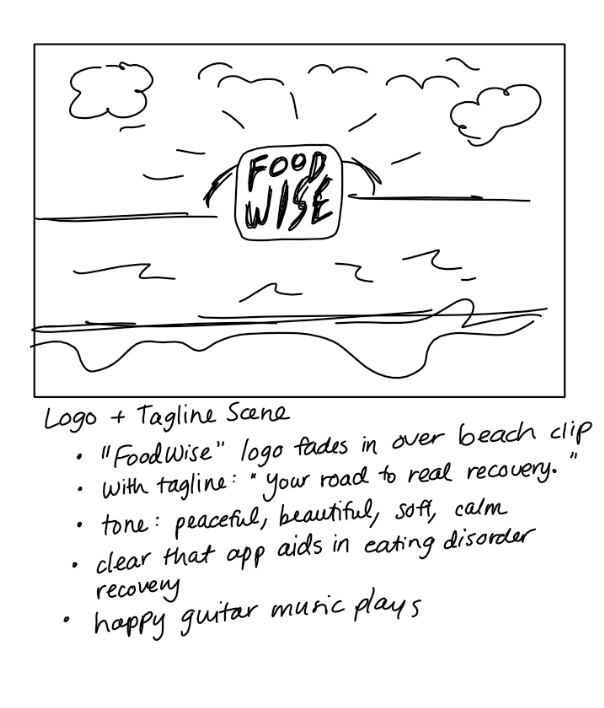 FOOD
WISE
Logo + Tagline Scene
• "FoodWise" logo fades in over beach clip
• with tagline: "Your road to real recovery."
• tone: peaceful, beautiful, soft, calm
• clear that app aids in eating disorder
recovery
• happy guitar music plays